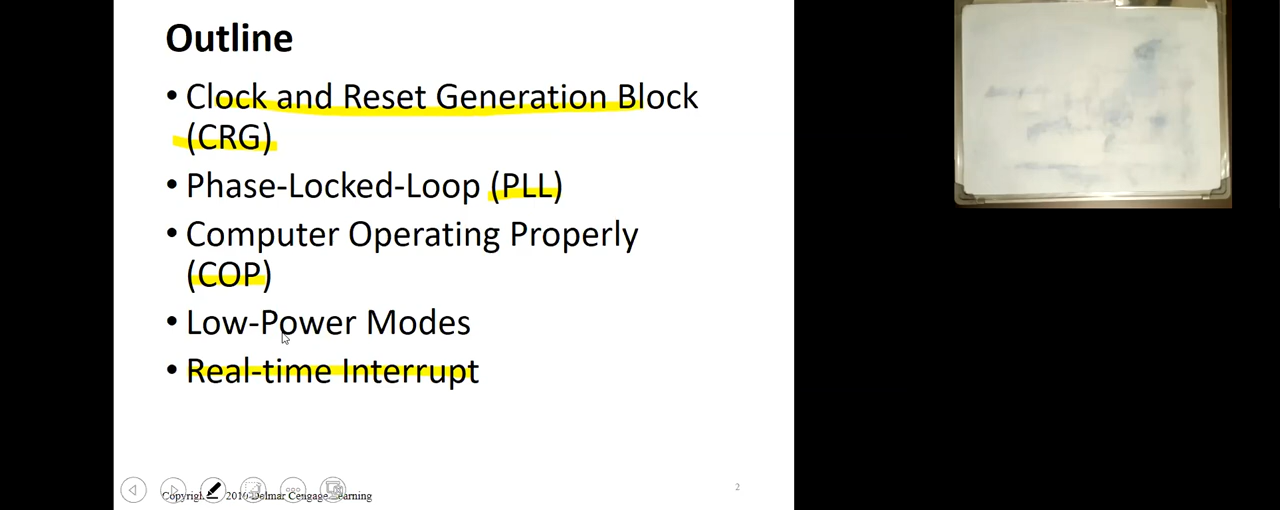 Outline
• Clock and Reset Generation Block
(CRG)
• Phase-Locked-Loop (PLL)
• Computer Operating Properly
(COP)
• Low-Power Modes
• Real-time Interrupt
2010 Delmar Cengage Learning
2